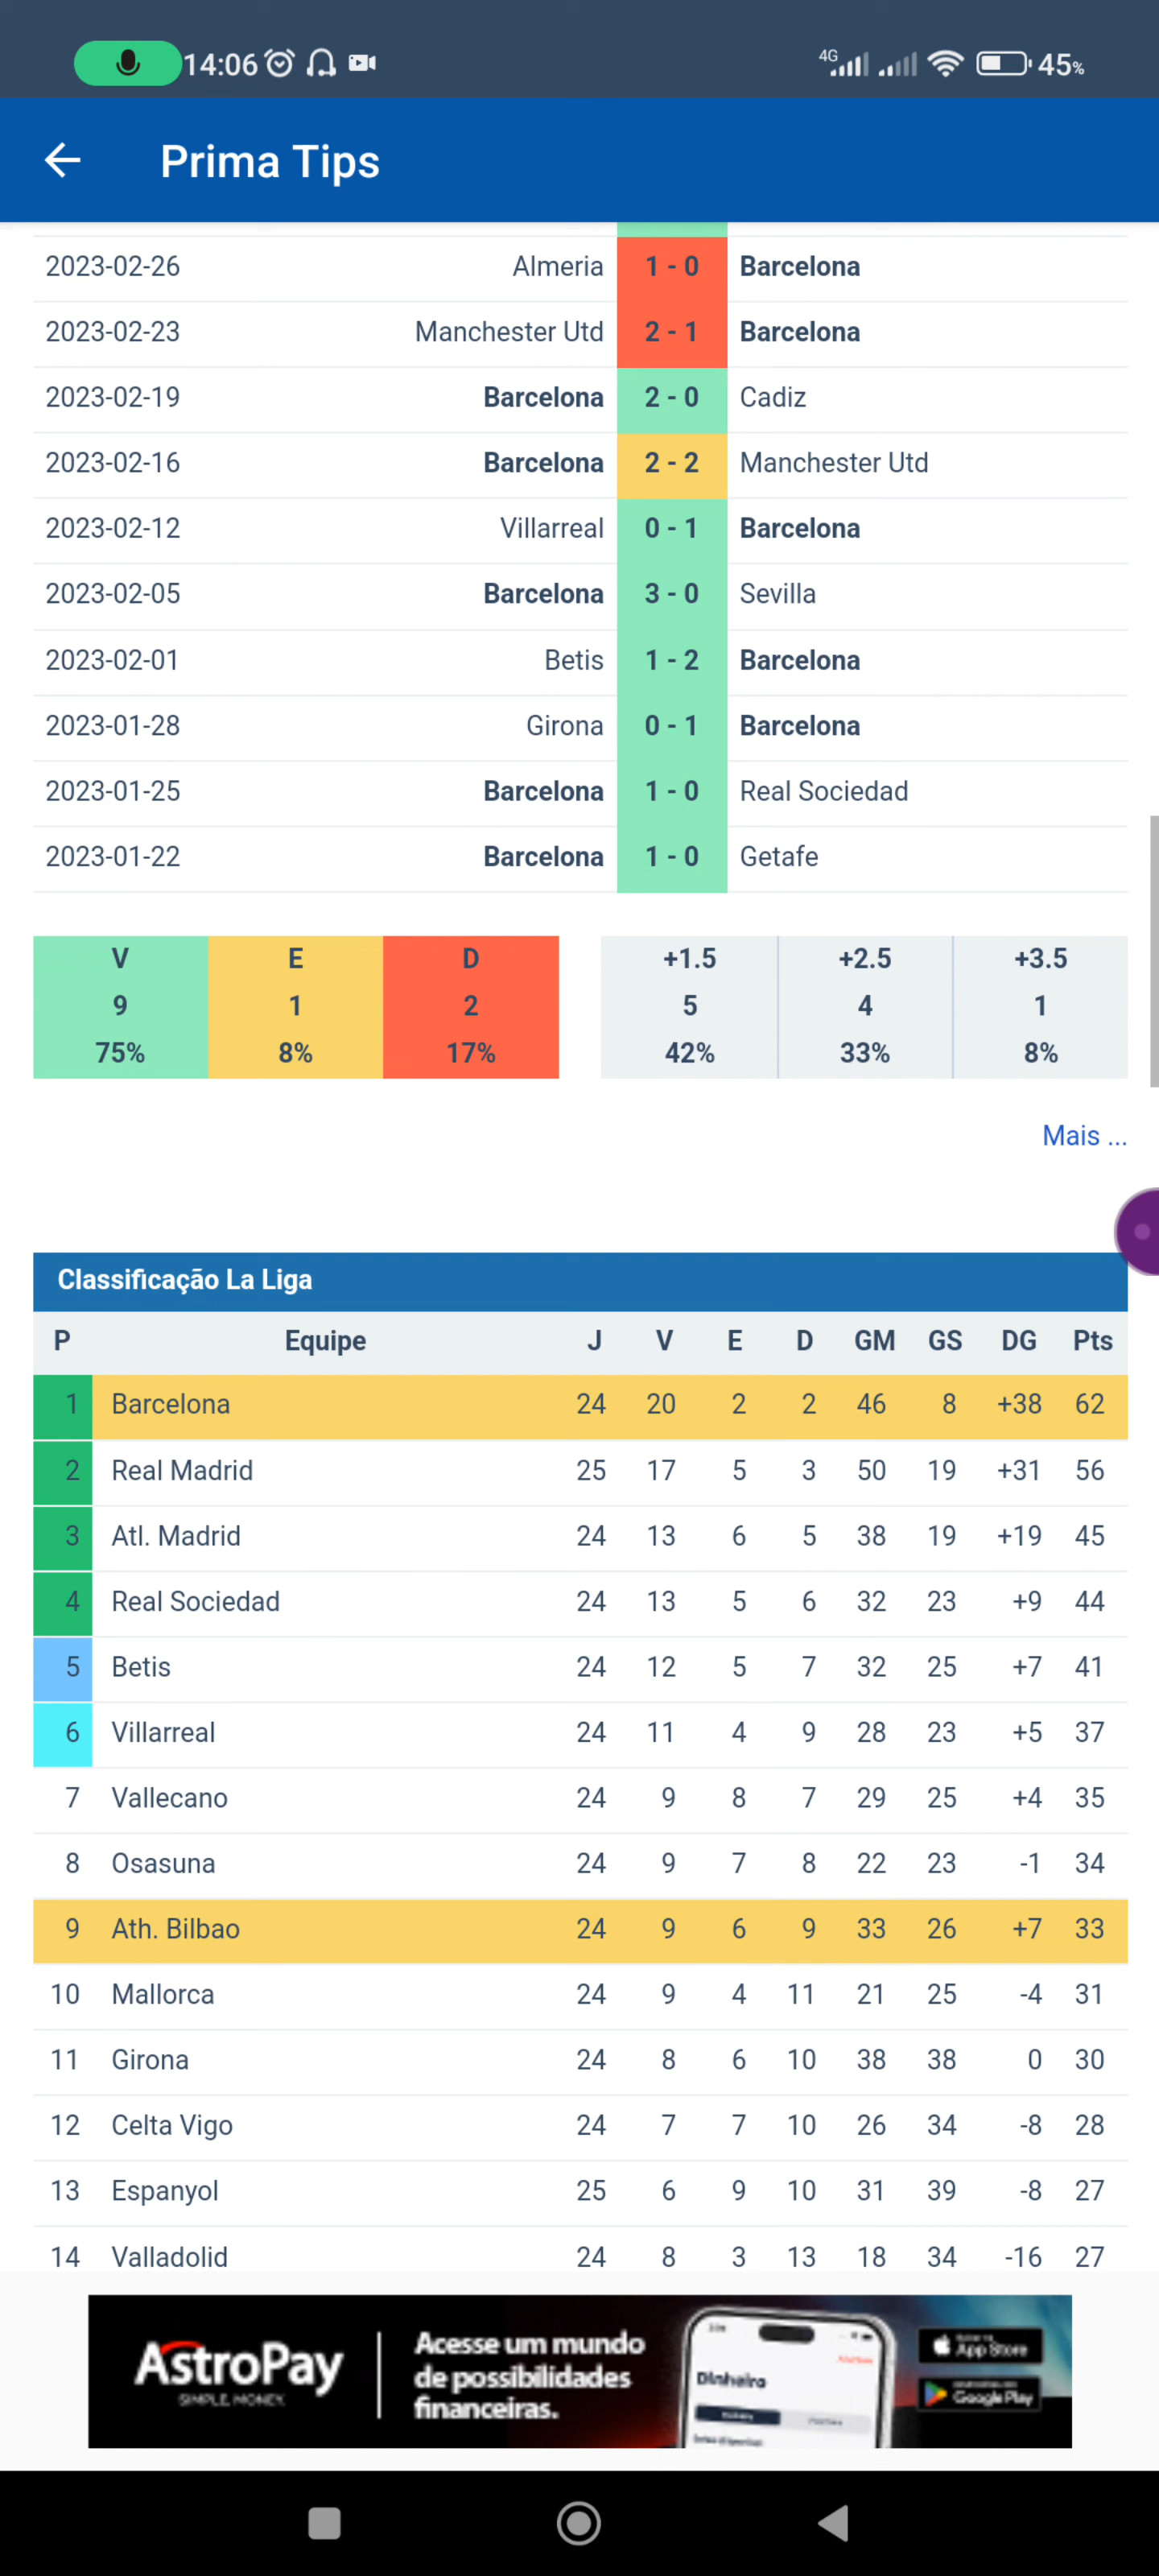 14:06 4G 45%
Prima Tips
2023-02-26 Almeria 1 - 0 Barcelona
2023-02-23 Manchester Utd 2 - 1 Barcelona
2023-02-19 Barcelona 2 - 0 Cadiz
2023-02-16 Barcelona 2 - 2 Manchester Utd
2023-02-12 Villarreal 0 - 1 Barcelona
2023-02-05 Barcelona 3 - 0 Sevilla
2023-02-01 Betis 1 - 2 Barcelona
2023-01-28 Girona 0 - 1 Barcelona
2023-01-25 Barcelona 1 - 0 Real Sociedad
2023-01-22 Barcelona 1 - 0 Getafe
V E D +1.5 +2.5 +3.5
9 1 2 5 4 1
75% 8% 17% 42% 33% 8%
Mais ...
Classificação La Liga
P Equipe J V E D GM GS DG Pts
1 Barcelona 24 20 2 2 46 8 +38 62
2 Real Madrid 25 17 5 3 50 19 +31 56
3 Atl. Madrid 24 13 6 5 38 19 +19 45
4 Real Sociedad 24 13 5 6 32 23 +9 44
5 Betis 24 12 5 7 32 25 +7 41
6 Villarreal 24 11 4 9 28 23 +5 37
7 Vallecano 24 9 8 7 29 25 +4 35
8 Osasuna 24 9 7 8 22 23 -1 34
9 Ath. Bilbao 24 9 6 9 33 26 +7 33
10 Mallorca 24 9 4 11 21 25 -4 31
11 Girona 24 8 6 10 38 38 0 30
12 Celta Vigo 24 7 7 10 26 34 -8 28
13 Espanyol 25 6 9 10 31 39 -8 27
14 Valladolid 24 8 3 13 18 34 -16 27
AstroPay
SIMPLE. MONEY.
Acesse um mundo
de possibilidades
financeiras.
Dinheiro
App Store
Google Play